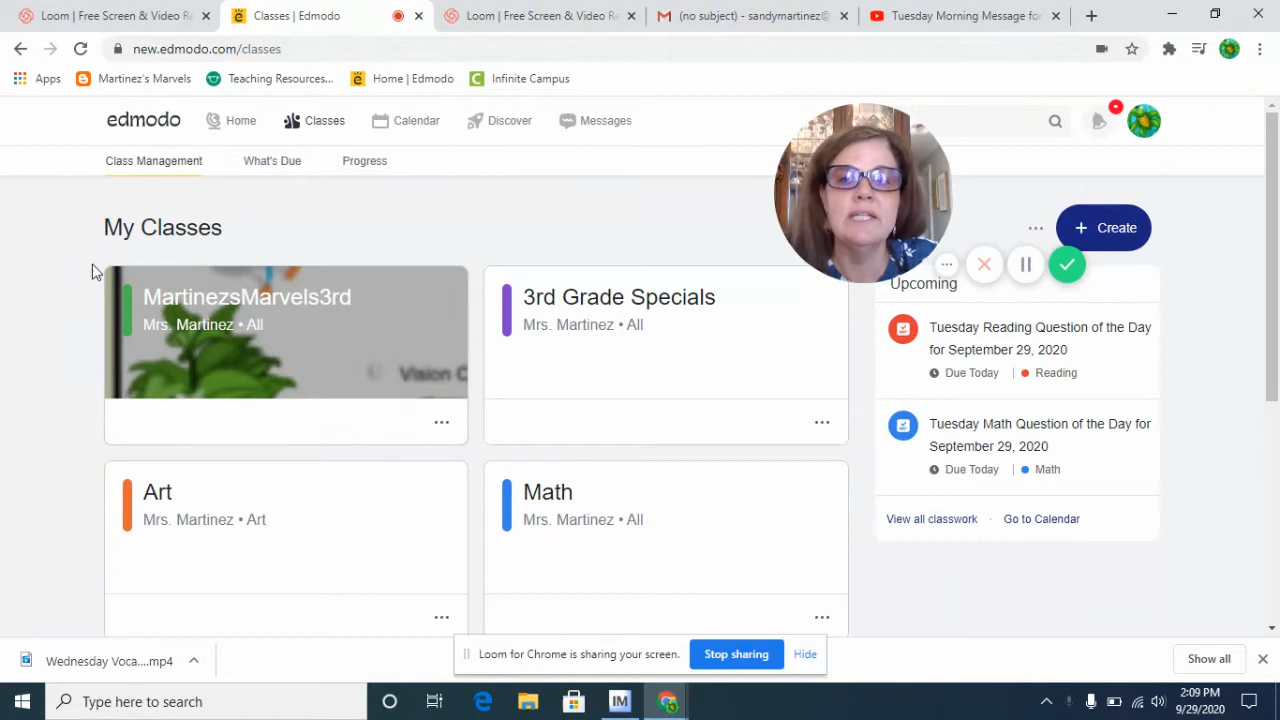 Loom | Free Screen & Video Re
Classes | Edmodo
Loom | Free Screen & Video Re
(no subject) - sandymartinez@
Tuesday Morning Message for
new.edmodo.com/classes
Apps
Martinez's Marvels
Teaching Resources...
Home | Edmodo
Infinite Campus
edmodo
Home
Classes
Calendar
Discover
Messages
Class Management
What's Due
Progress
My Classes
+ Create
MartinezsMarvels3rd
Mrs. Martinez • All
Vision C
3rd Grade Specials
Mrs. Martinez • All
Upcoming
Tuesday Reading Question of the Day
for September 29, 2020
Due Today | • Reading
Tuesday Math Question of the Day for
September 29, 2020
Due Today | • Math
View all classwork · Go to Calendar
Art
Mrs. Martinez • Art
Math
Mrs. Martinez • All
Loom for Chrome is sharing your screen.
Stop sharing
Hide
Wednesday Voca....mp4
Show all
Type here to search
IM
2:09 PM
9/29/2020